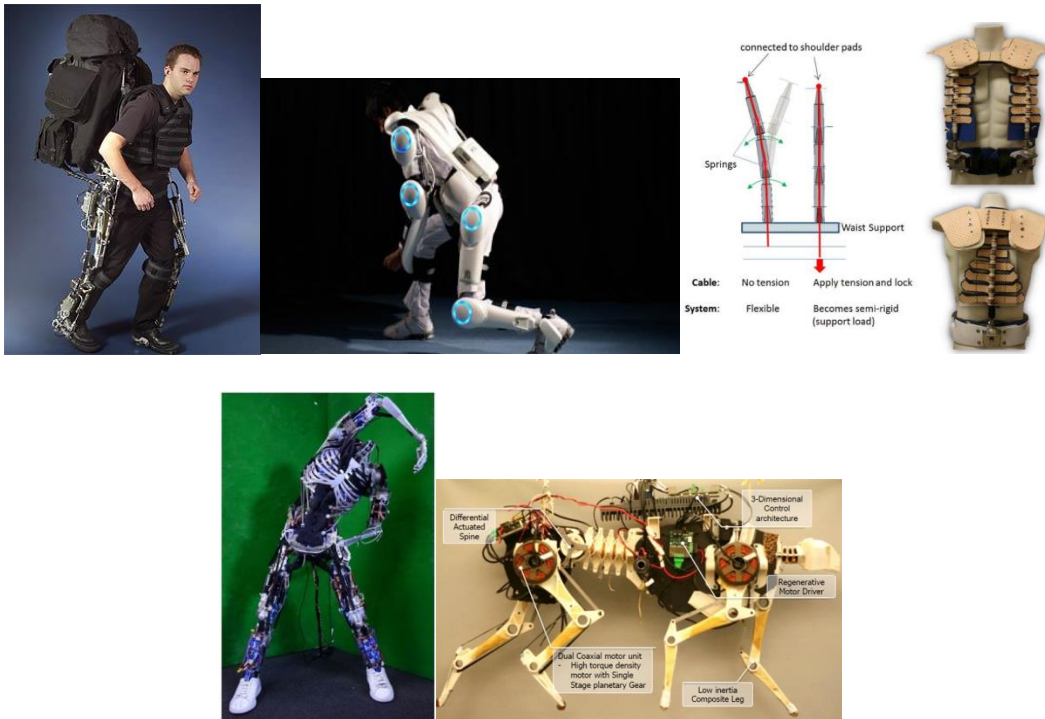 connected to shoulder pads
Springs
Waist Support
Cable: No tension Apply tension and lock
System: Flexible Becomes semi-rigid
(support load)
Differential
Actuated
Spine
3-Dimensional
Control
architecture
Regenerative
Motor Driver
Dual Coaxial motor unit
- High torque density
motor with Single
Stage planetary Gear
Low inertia
Composite Leg